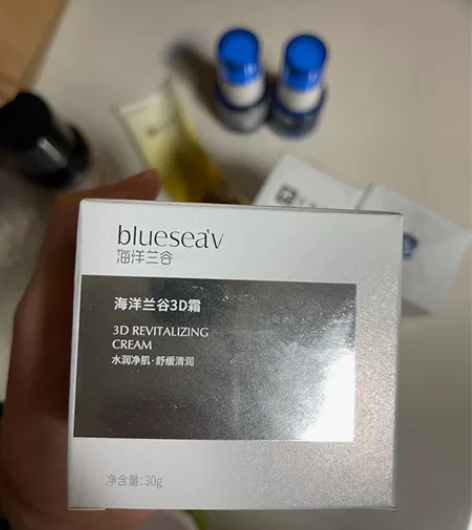 bluesea'v
海洋兰谷
海洋兰谷3D霜
3D REVITALIZING
CREAM
水润净肌·舒缓清润
净含量:30g